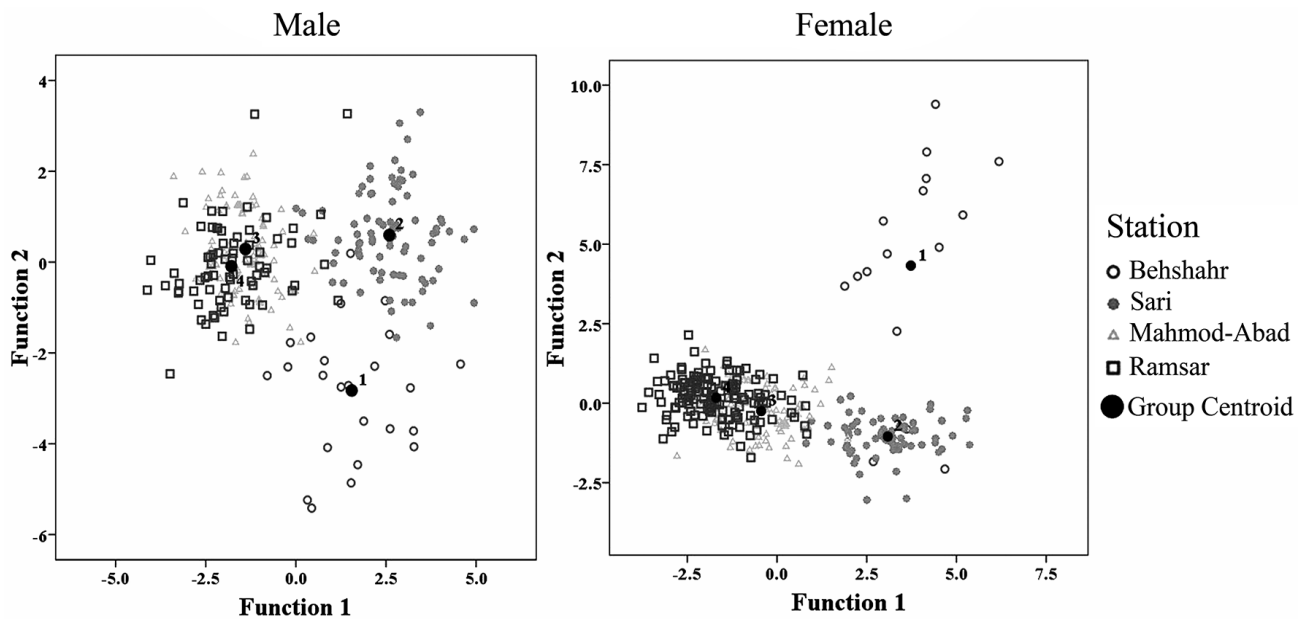 Male
4
2
0
-2
-4
-6
Function 2
-5.0 -2.5 0.0 2.5 5.0
Function 1
1
2
3
4
Female
10.0
7.5
5.0
2.5
0.0
-2.5
Function 2
-2.5 0.0 2.5 5.0 7.5
Function 1
1
2
3
4
Station
Behshahr
Sari
Mahmod-Abad
Ramsar
Group Centroid